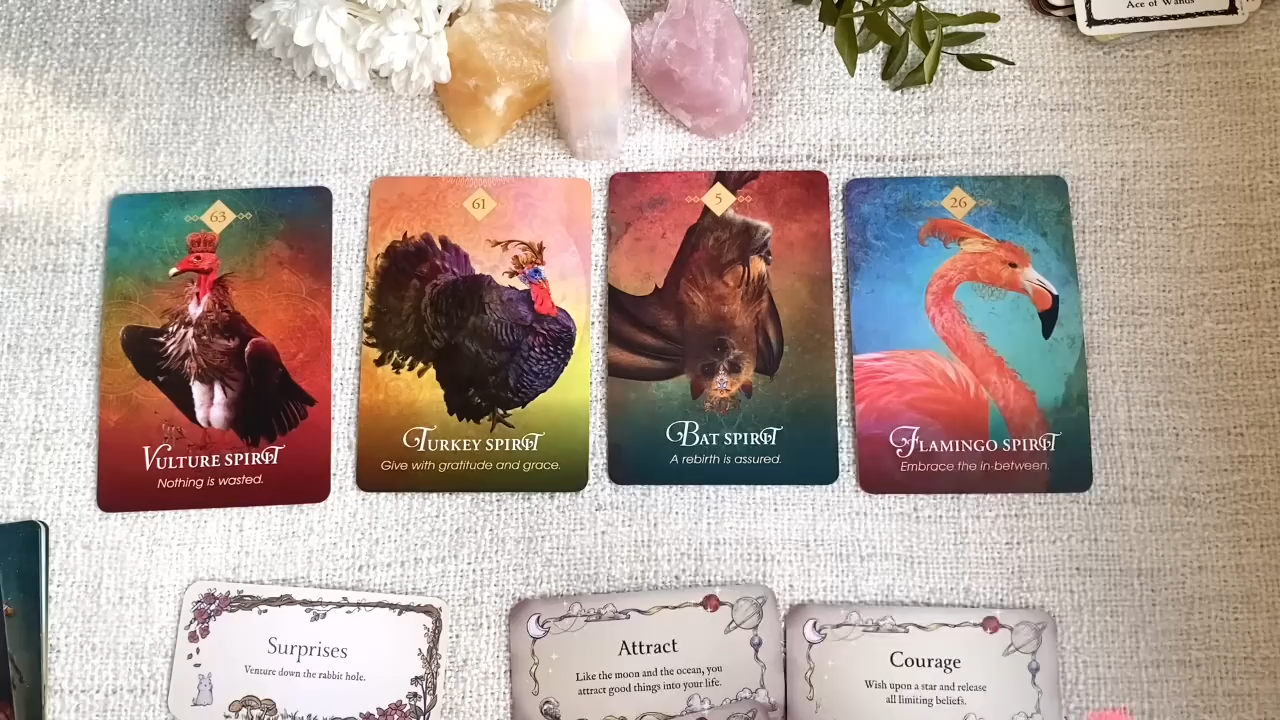 Ace of Wands
63
VULTURE SPIRIT
Nothing is wasted.
61
TURKEY SPIRIT
Give with gratitude and grace.
5
BAT SPIRIT
A rebirth is assured.
26
FLAMINGO SPIRIT
Embrace the in-between.
Surprises
Venture down the rabbit hole.
Attract
Like the moon and the ocean, you
attract good things into your life.
Courage
Wish upon a star and release
all limiting beliefs.